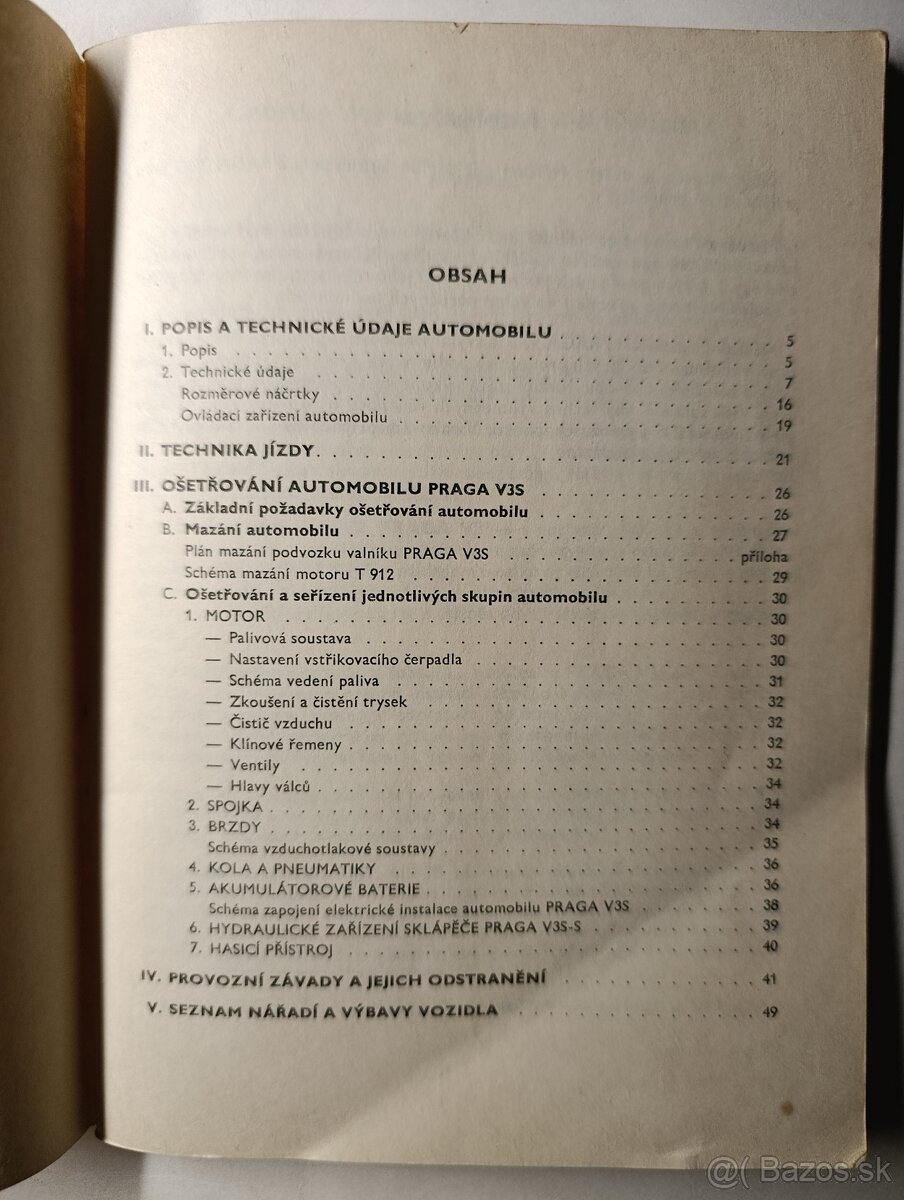 OBSAH
I. POPIS A TECHNICKÉ ÚDAJE AUTOMOBILU . . . . . . . . . . . 5
1. Popis . . . . . . . . . . . . . . . . . . . . . . . . . . 5
2. Technické údaje . . . . . . . . . . . . . . . . . . . . . 7
Rozměrové náčrtky . . . . . . . . . . . . . . . . . . . . 16
Ovládací zařízení automobilu . . . . . . . . . . . . . . . 19
II. TECHNIKA JÍZDY . . . . . . . . . . . . . . . . . . . . . 21
III. OŠETŘOVÁNÍ AUTOMOBILU PRAGA V3S . . . . . . . . . . . . 26
A. Základní požadavky ošetřování automobilu . . . . . . . . . 26
B. Mazání automobilu . . . . . . . . . . . . . . . . . . . . 27
Plán mazání podvozku valníku PRAGA V3S . . . . . . . . . příloha
Schéma mazání motoru T 912 . . . . . . . . . . . . . . . . 29
C. Ošetřování a seřízení jednotlivých skupin automobilu . . . . 30
1. MOTOR . . . . . . . . . . . . . . . . . . . . . . . . . 30
— Palivová soustava . . . . . . . . . . . . . . . . . . . 30
— Nastavení vstřikovacího čerpadla . . . . . . . . . . . . 30
— Schéma vedení paliva . . . . . . . . . . . . . . . . . . 31
— Zkoušení a čistění trysek . . . . . . . . . . . . . . . . 32
— Čistič vzduchu . . . . . . . . . . . . . . . . . . . . . 32
— Klínové řemeny . . . . . . . . . . . . . . . . . . . . . 32
— Ventily . . . . . . . . . . . . . . . . . . . . . . . . 32
— Hlavy válců . . . . . . . . . . . . . . . . . . . . . . 34
2. SPOJKA . . . . . . . . . . . . . . . . . . . . . . . . . 34
3. BRZDY . . . . . . . . . . . . . . . . . . . . . . . . . 34
Schéma vzduchotlakové soustavy . . . . . . . . . . . . . . 35
4. KOLA A PNEUMATIKY . . . . . . . . . . . . . . . . . . . 36
5. AKUMULÁTOROVÉ BATERIE . . . . . . . . . . . . . . . . . 36
Schéma zapojení elektrické instalace automobilu PRAGA V3S . . . 38
6. HYDRAULICKÉ ZAŘÍZENÍ SKLÁPĚČE PRAGA V3S-S . . . . . . . . 39
7. HASICÍ PŘÍSTROJ . . . . . . . . . . . . . . . . . . . . . 40
IV. PROVOZNÍ ZÁVADY A JEJICH ODSTRANĚNÍ . . . . . . . . . . 41
V. SEZNAM NÁŘADÍ A VÝBAVY VOZIDLA . . . . . . . . . . . . . 49
@( Bazos.sk